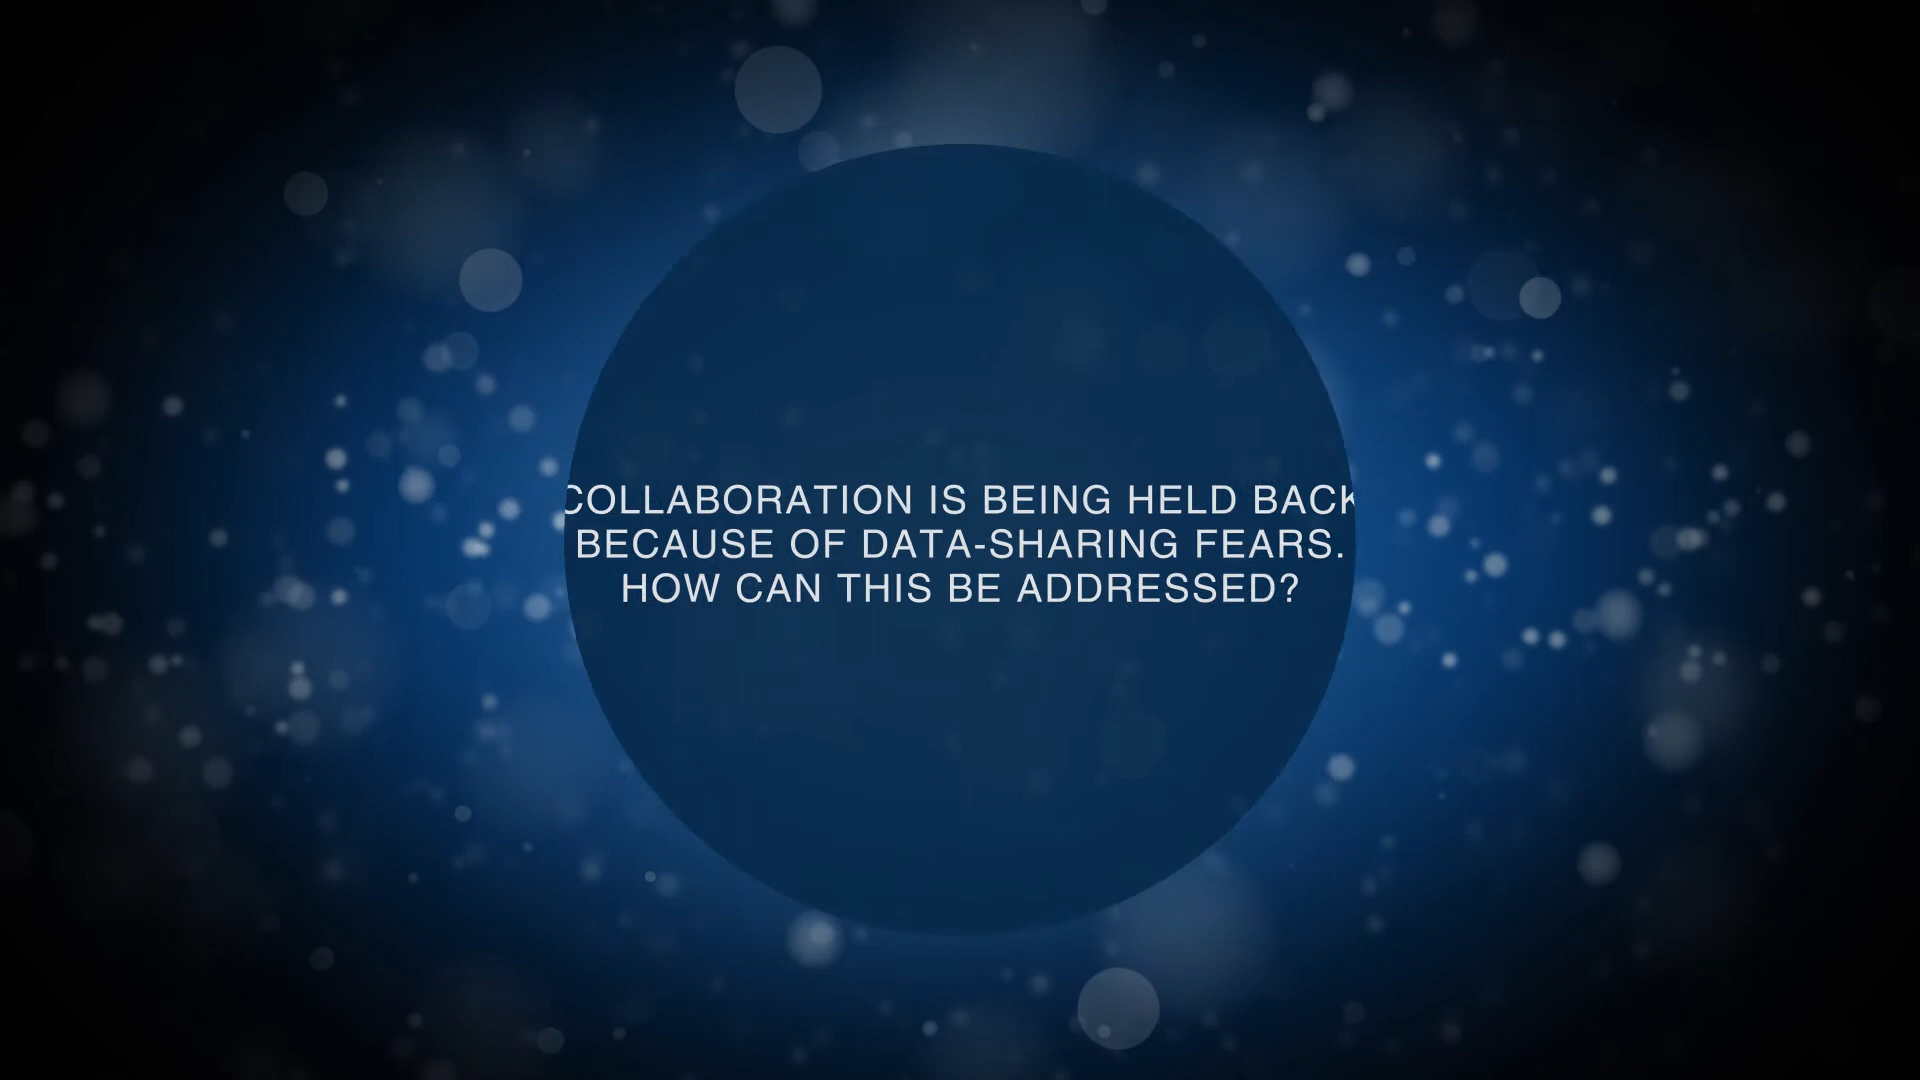 COLLABORATION IS BEING HELD BACK
BECAUSE OF DATA-SHARING FEARS.
HOW CAN THIS BE ADDRESSED?